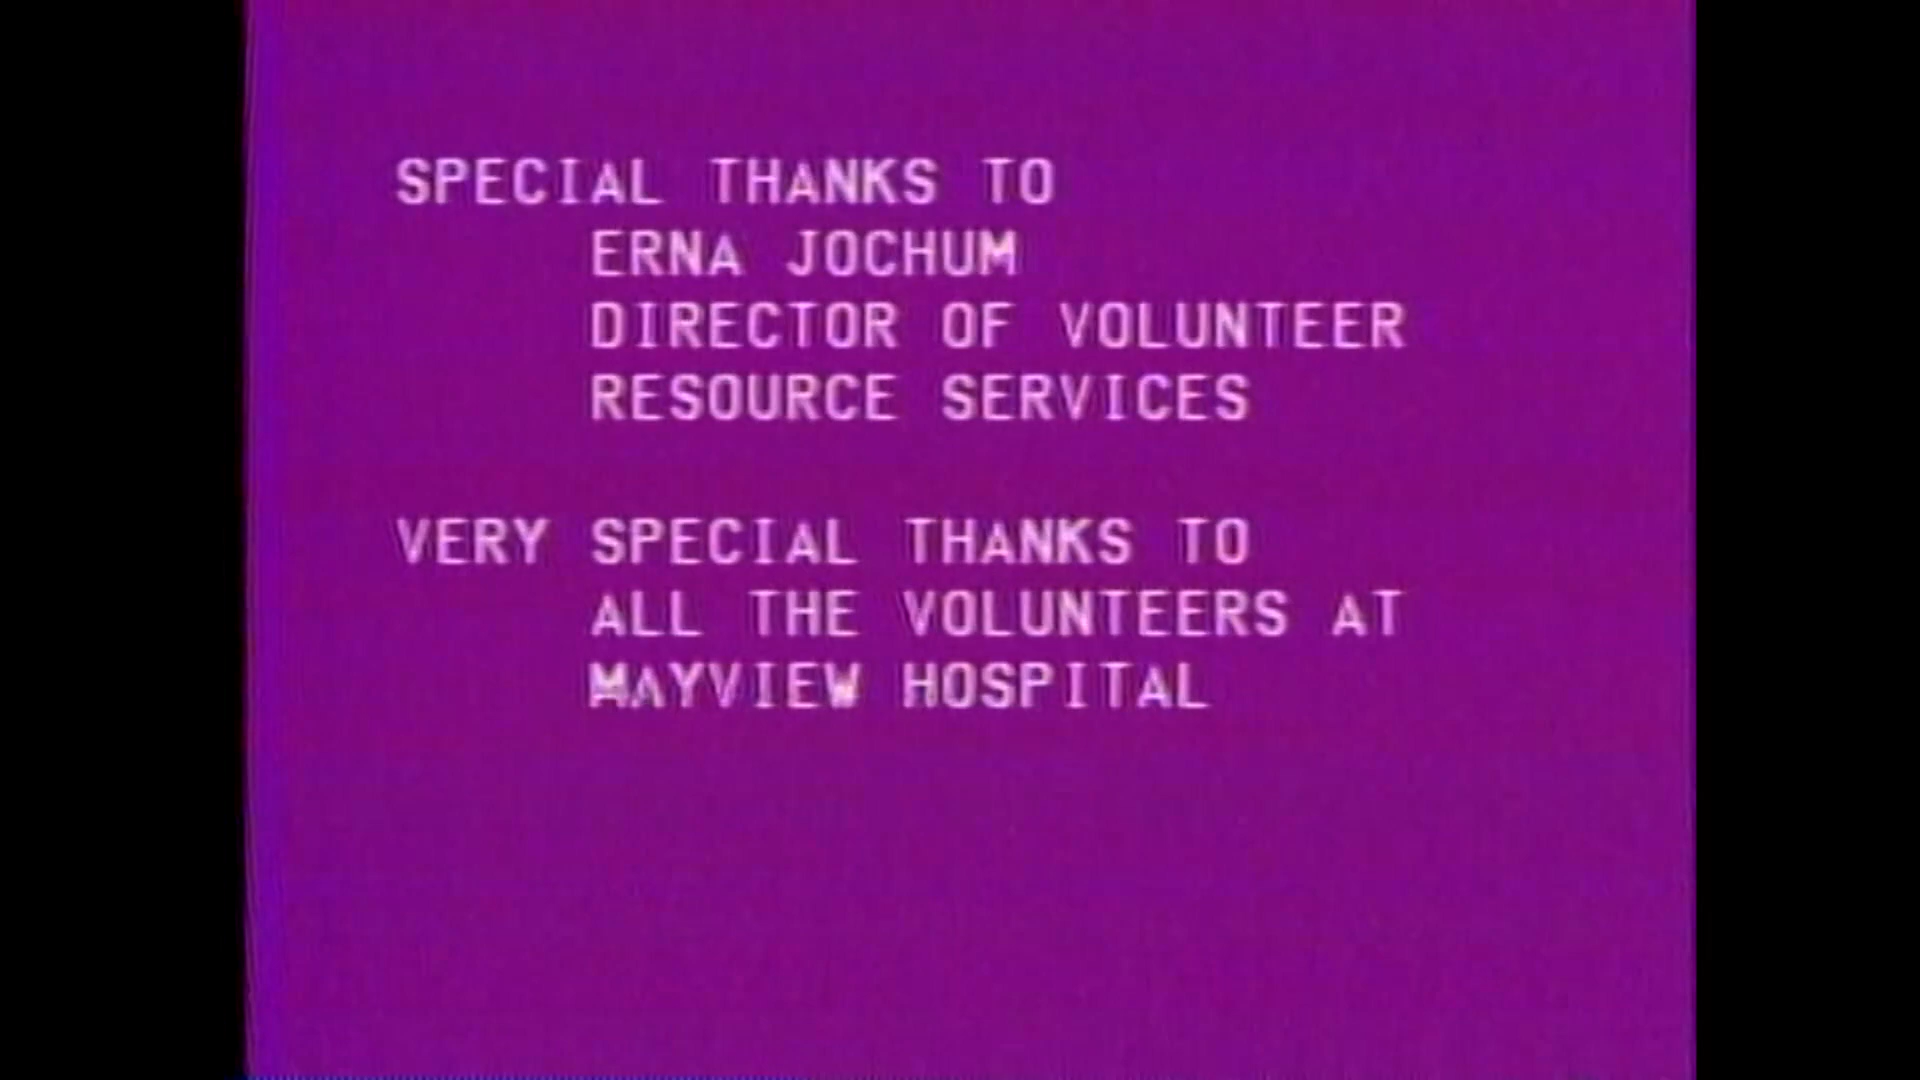 SPECIAL THANKS TO
ERNA JOCHUM
DIRECTOR OF VOLUNTEER
RESOURCE SERVICES
VERY SPECIAL THANKS TO
ALL THE VOLUNTEERS AT
MAYVIEW HOSPITAL